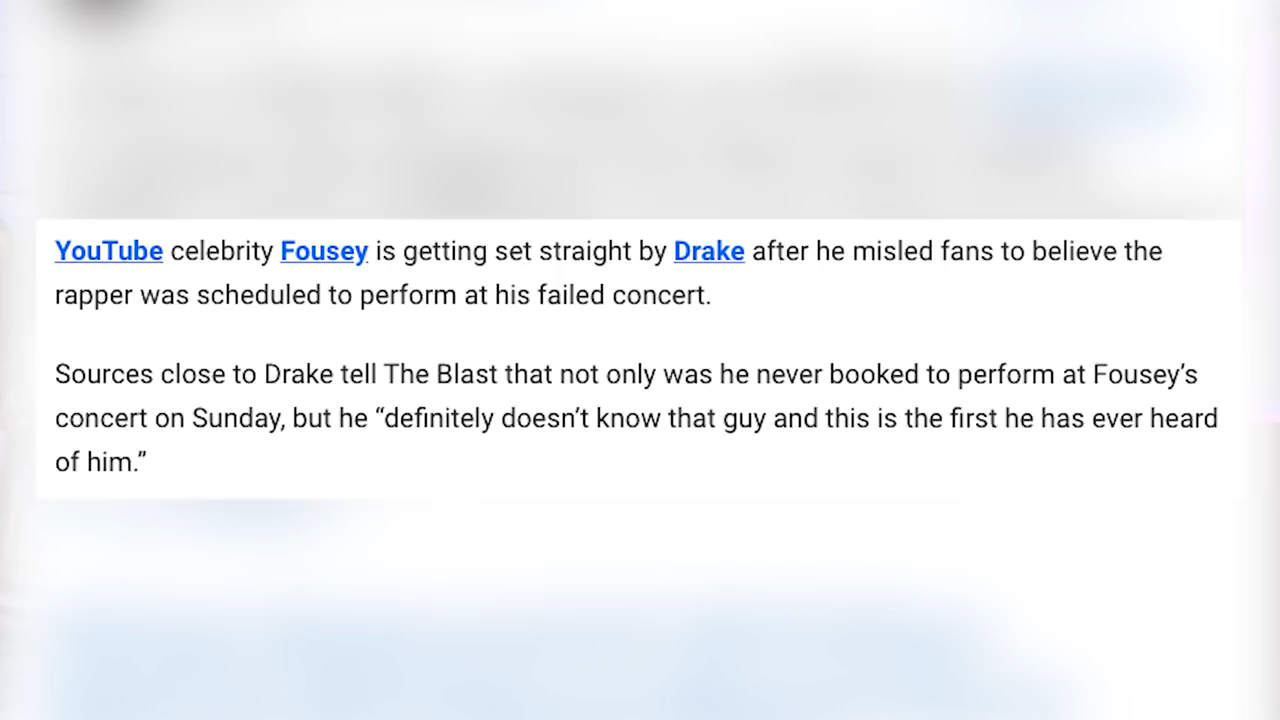 YouTube celebrity Fousey is getting set straight by Drake after he misled fans to believe the
rapper was scheduled to perform at his failed concert.
Sources close to Drake tell The Blast that not only was he never booked to perform at Fousey’s
concert on Sunday, but he “definitely doesn’t know that guy and this is the first he has ever heard
of him.”